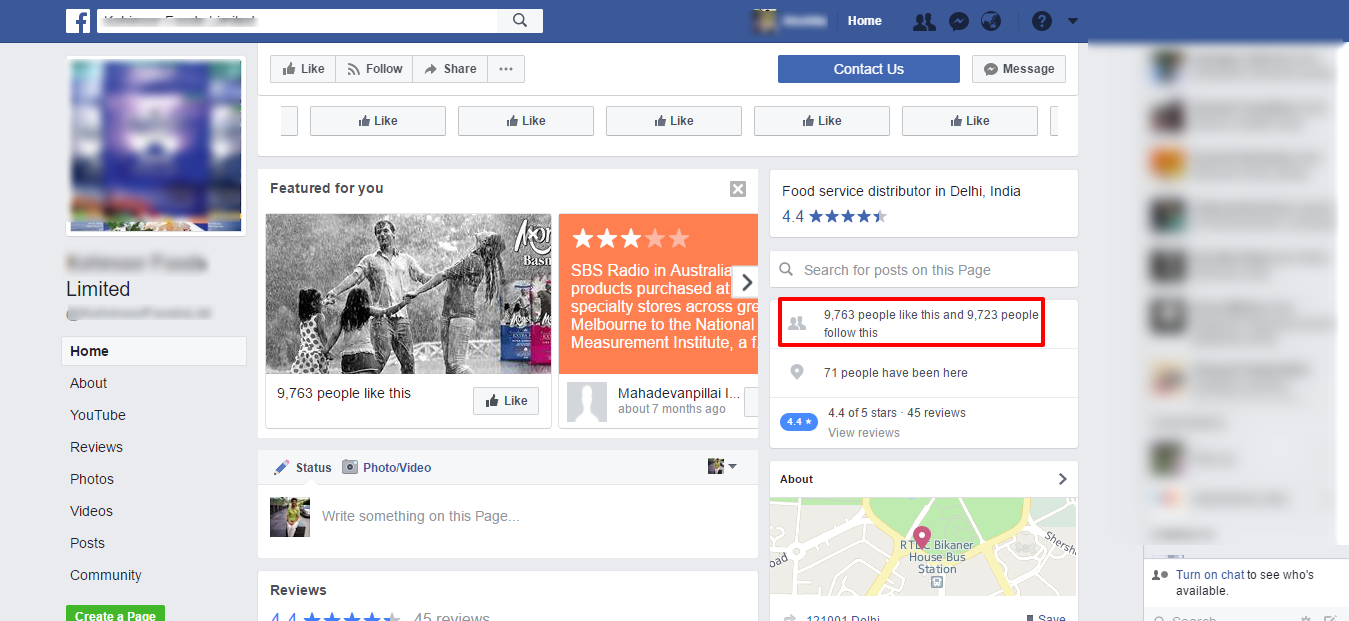 f
Home
?
Like
Follow
Share
Contact Us
Message
Like
Like
Like
Like
Like
Limited
Home
About
YouTube
Reviews
Photos
Videos
Posts
Community
Create a Page
Featured for you
9,763 people like this
Like
SBS Radio in Australia
products purchased at
specialty stores across gre
Melbourne to the National
Measurement Institute, a f...
Mahadevanpillai I...
about 7 months ago
Status
Photo/Video
Write something on this Page...
Reviews
4.4
45 reviews
Food service distributor in Delhi, India
4.4
Search for posts on this Page
9,763 people like this and 9,723 people
follow this
71 people have been here
4.4 ★
4.4 of 5 stars · 45 reviews
View reviews
About
RTDC Bikaner
House Bus
Station
Shersha
oad
121001 Delhi
Save
Turn on chat to see who's
available.
Search